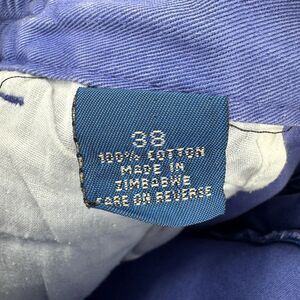 38
100% COTTON
MADE IN
ZIMBABWE
CARE ON REVERSE